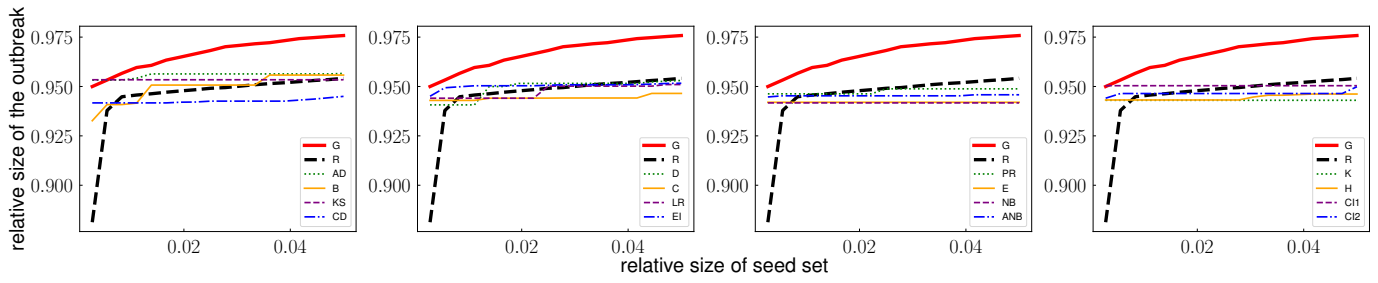 relative size of the outbreak
0.975
0.950
0.925
0.900
0.02
0.04
G
R
AD
B
KS
CD
0.975
0.950
0.925
0.900
0.02
0.04
G
R
D
C
LR
EI
0.975
0.950
0.925
0.900
0.02
0.04
G
R
PR
E
NB
ANB
0.975
0.950
0.925
0.900
0.02
0.04
G
R
K
H
CI1
CI2
relative size of seed set